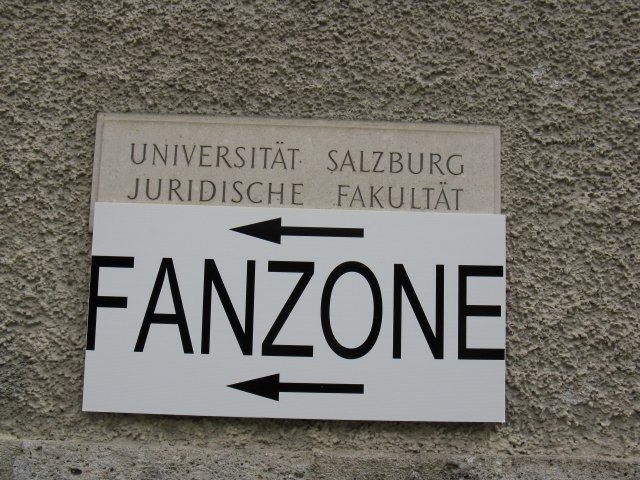 UNIVERSITÄT SALZBURG
JURIDISCHE FAKULTÄT
FANZONE